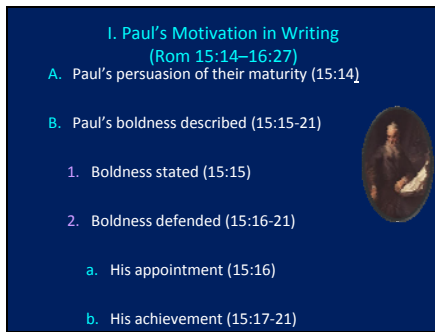 I. Paul's Motivation in Writing
(Rom 15:14–16:27)
A. Paul's persuasion of their maturity (15:14)
B. Paul's boldness described (15:15-21)
1. Boldness stated (15:15)
2. Boldness defended (15:16-21)
a. His appointment (15:16)
b. His achievement (15:17-21)